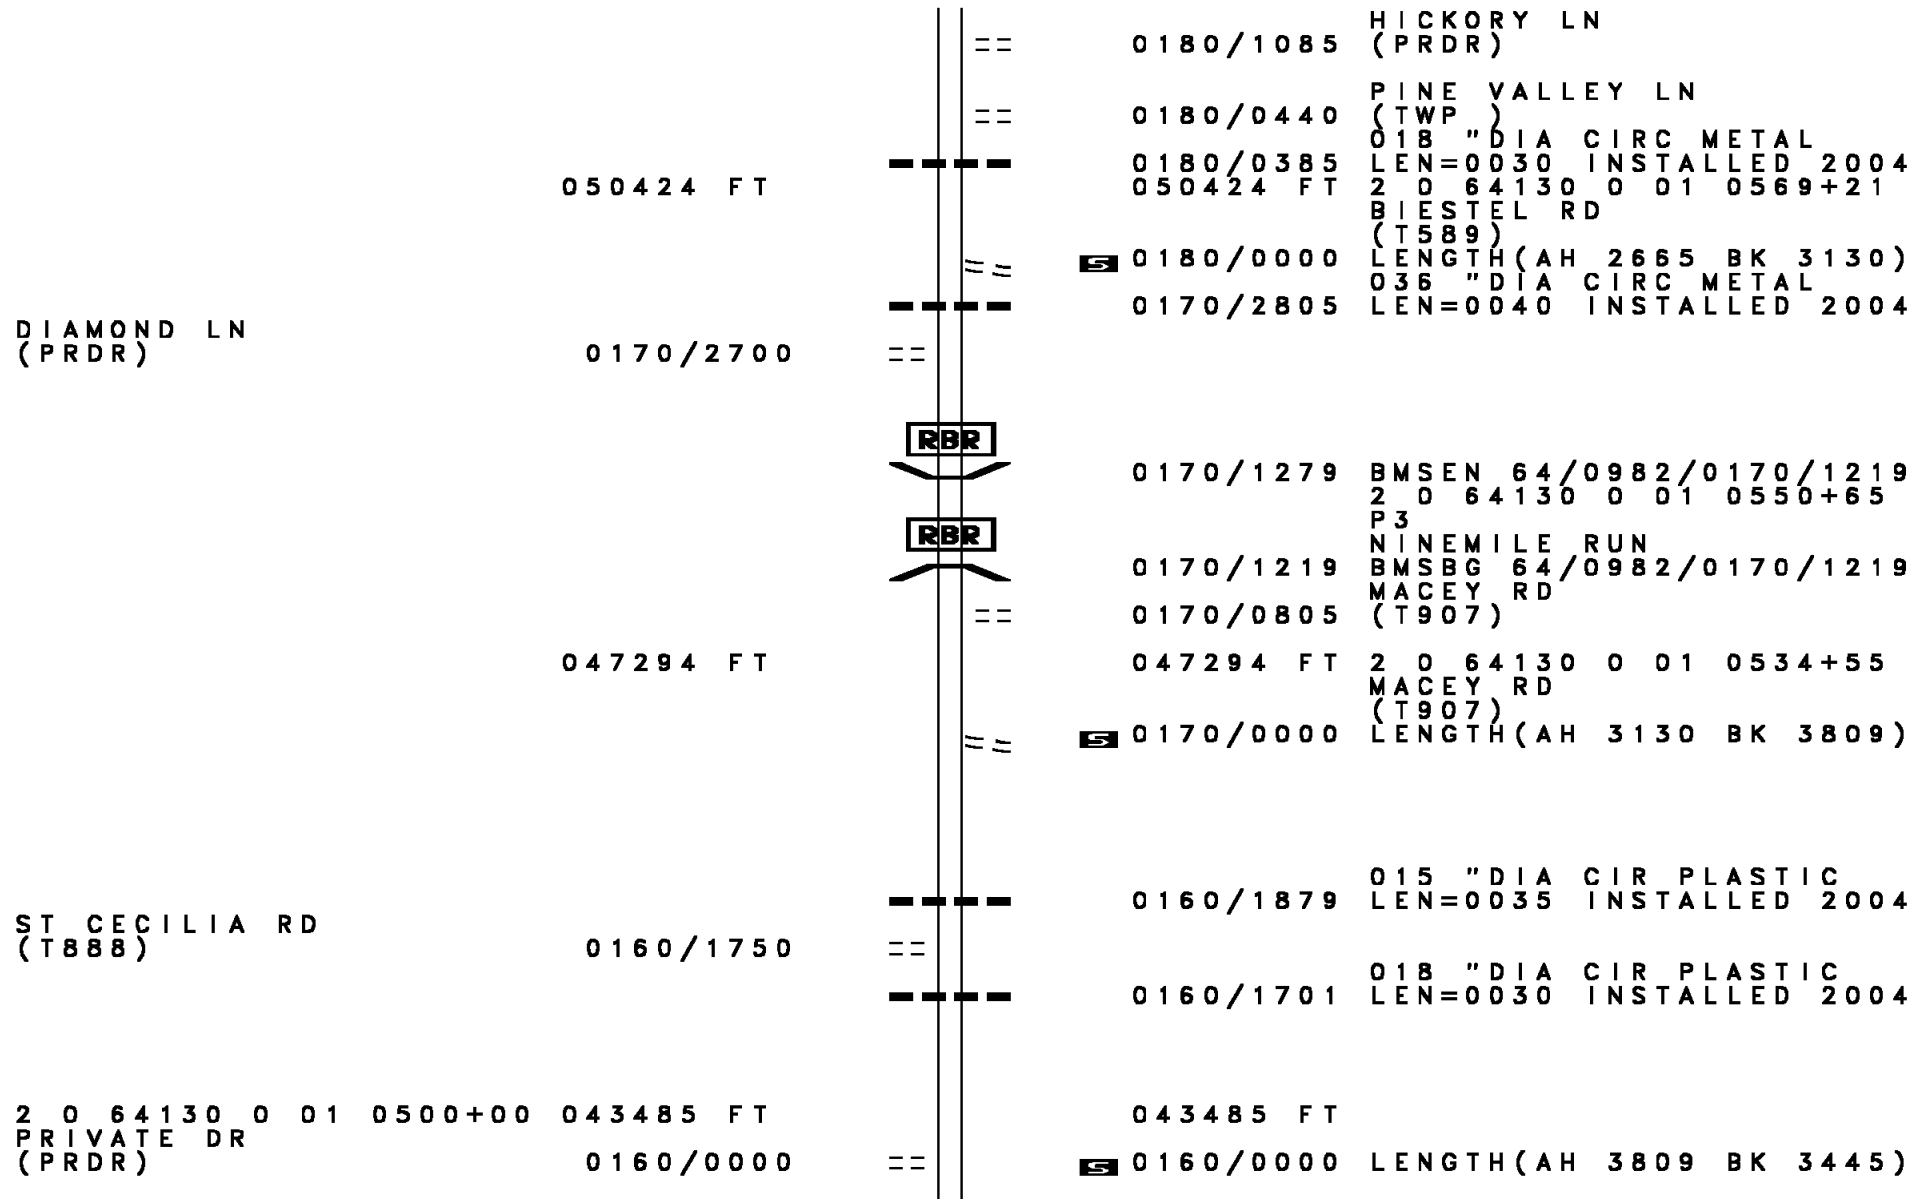 HICKORY LN
0180/1085 (PRDR)
PINE VALLEY LN
0180/0440 (TWP )
018 "DIA CIRC METAL
0180/0385 LEN=0030 INSTALLED 2004
050424 FT 050424 FT 2 0 64130 0 01 0569+21
BIESTEL RD
(T589)
S 0180/0000 LENGTH(AH 2665 BK 3130)
036 "DIA CIRC METAL
0170/2805 LEN=0040 INSTALLED 2004
DIAMOND LN
(PRDR) 0170/2700
RBR
0170/1279 BMSEN 64/0982/0170/1219
2 0 64130 0 01 0550+65
P3
RBR
NINEMILE RUN
0170/1219 BMSBG 64/0982/0170/1219
MACEY RD
0170/0805 (T907)
047294 FT 047294 FT 2 0 64130 0 01 0534+55
MACEY RD
(T907)
S 0170/0000 LENGTH(AH 3130 BK 3809)
015 "DIA CIR PLASTIC
0160/1879 LEN=0035 INSTALLED 2004
ST CECILIA RD
(T888) 0160/1750
018 "DIA CIR PLASTIC
0160/1701 LEN=0030 INSTALLED 2004
2 0 64130 0 01 0500+00 043485 FT 043485 FT
PRIVATE DR
(PRDR) 0160/0000 S 0160/0000 LENGTH(AH 3809 BK 3445)